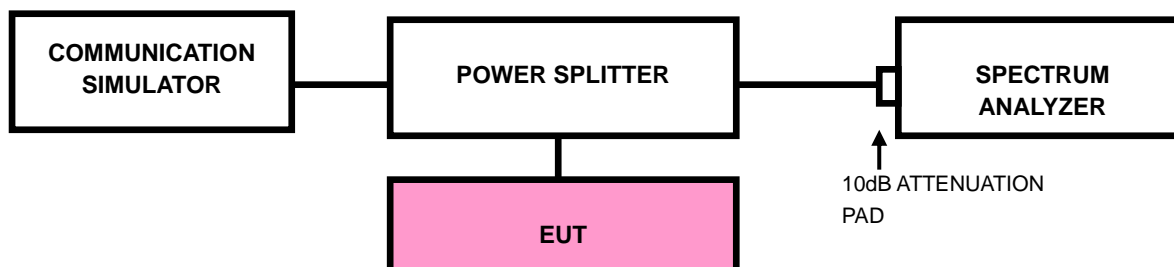 COMMUNICATION
SIMULATOR
POWER SPLITTER
SPECTRUM
ANALYZER
10dB ATTENUATION
PAD
EUT